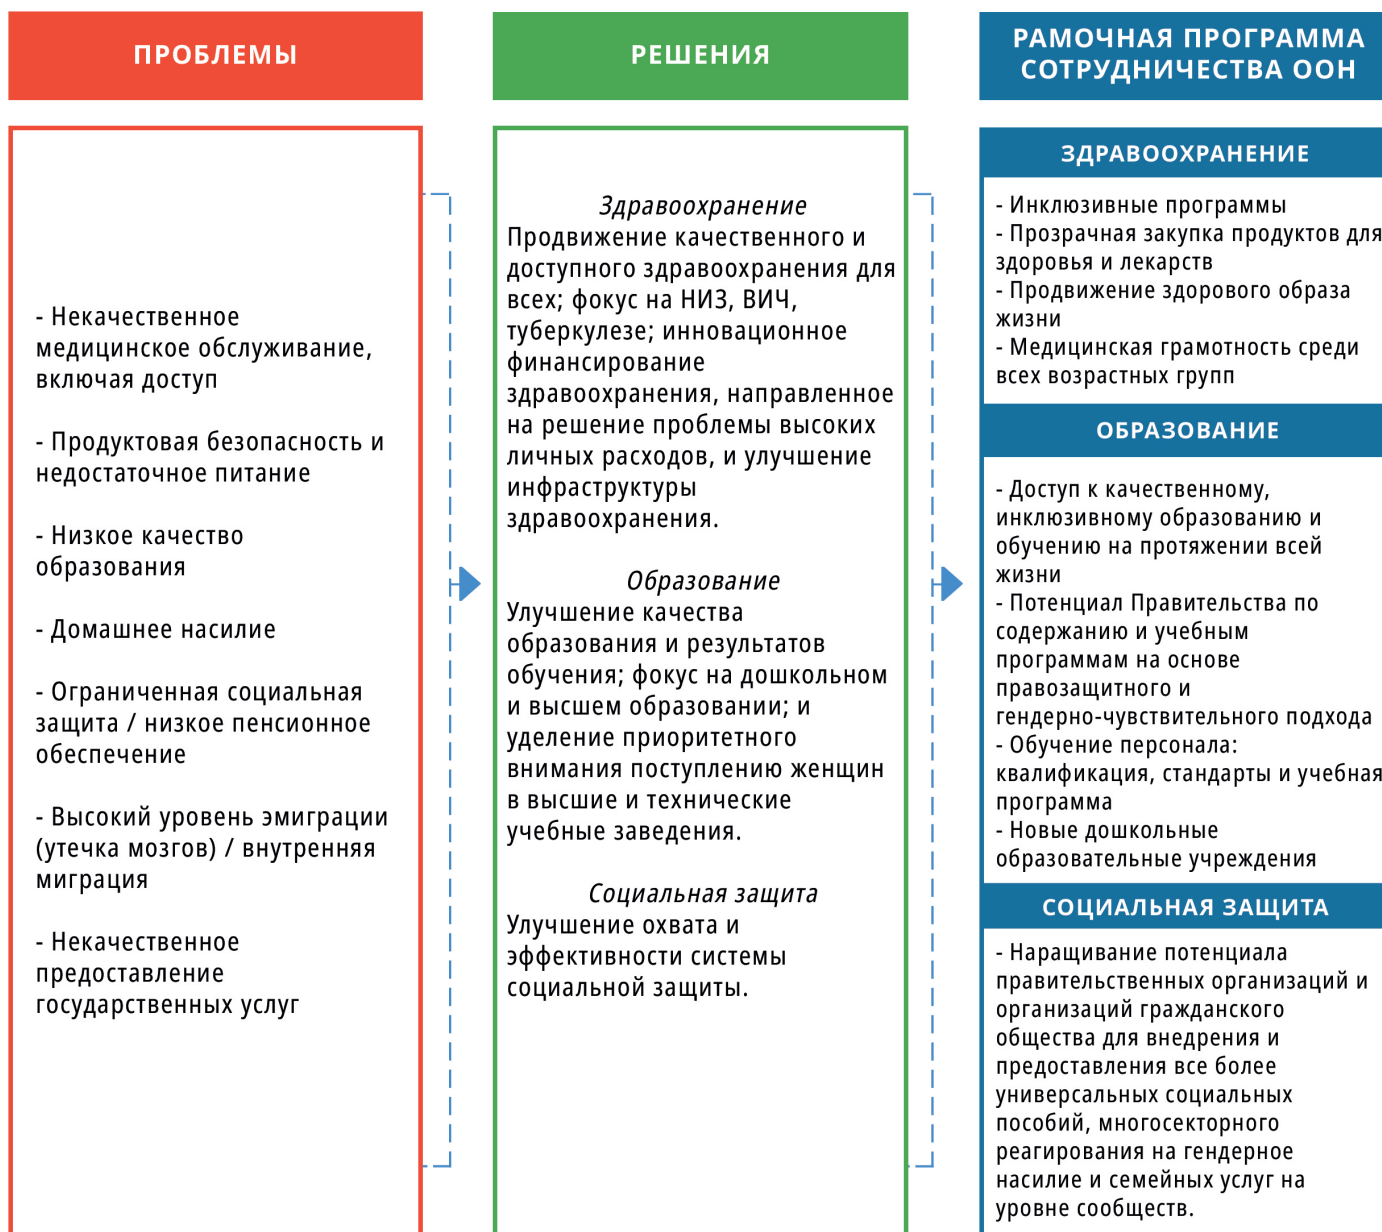 ПРОБЛЕМЫ
- Некачественное
медицинское обслуживание,
включая доступ
- Продуктовая безопасность и
недостаточное питание
- Низкое качество
образования
- Домашнее насилие
- Ограниченная социальная
защита / низкое пенсионное
обеспечение
- Высокий уровень эмиграции
(утечка мозгов) / внутренняя
миграция
- Некачественное
предоставление
государственных услуг
РЕШЕНИЯ
Здравоохранение
Продвижение качественного и
доступного здравоохранения для
всех; фокус на НИЗ, ВИЧ,
туберкулезе; инновационное
финансирование
здравоохранения, направленное
на решение проблемы высоких
личных расходов, и улучшение
инфраструктуры
здравоохранения.
Образование
Улучшение качества
образования и результатов
обучения; фокус на дошкольном
и высшем образовании; и
уделение приоритетного
внимания поступлению женщин
в высшие и технические
учебные заведения.
Социальная защита
Улучшение охвата и
эффективности системы
социальной защиты.
РАМОЧНАЯ ПРОГРАММА
СОТРУДНИЧЕСТВА ООН
ЗДРАВООХРАНЕНИЕ
- Инклюзивные программы
- Прозрачная закупка продуктов для
здоровья и лекарств
- Продвижение здорового образа
жизни
- Медицинская грамотность среди
всех возрастных групп
ОБРАЗОВАНИЕ
- Доступ к качественному,
инклюзивному образованию и
обучению на протяжении всей
жизни
- Потенциал Правительства по
содержанию и учебным
программам на основе
правозащитного и
гендерно-чувствительного подхода
- Обучение персонала:
квалификация, стандарты и учебная
программа
- Новые дошкольные
образовательные учреждения
СОЦИАЛЬНАЯ ЗАЩИТА
- Наращивание потенциала
правительственных организаций и
организаций гражданского
общества для внедрения и
предоставления все более
универсальных социальных
пособий, многосекторного
реагирования на гендерное
насилие и семейных услуг на
уровне сообществ.